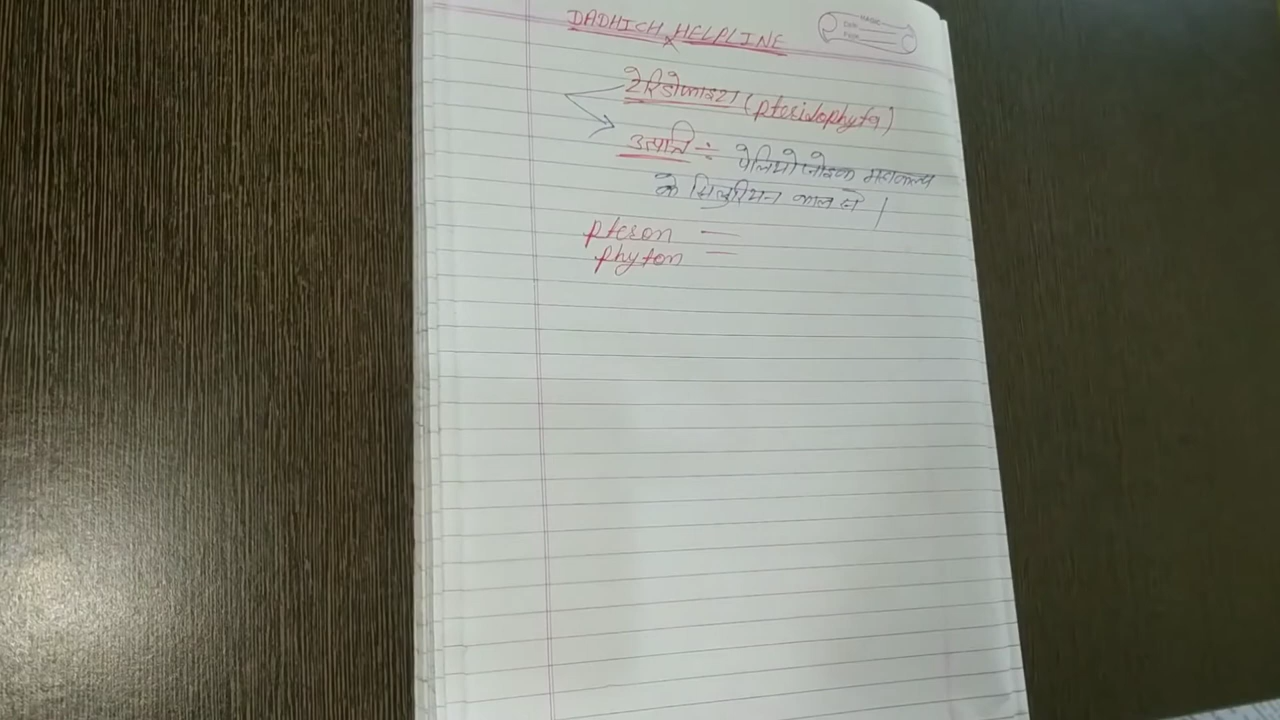 DADHICH HELPLINE
टेरिडोफाइटा (pteridophyta)
उत्पत्ति ÷ पेलियोजोइक महाकल्प
के सिलुरियन काल से |
pteron —
phyton —